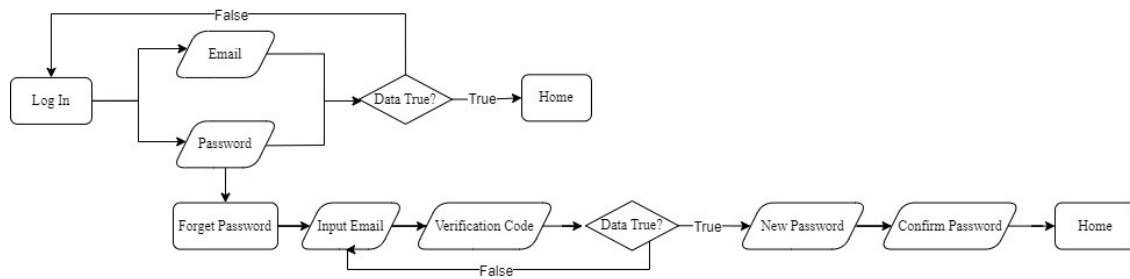 False
Email
Log In
Data True?
True
Home
Password
Forget Password
Input Email
Verification Code
Data True?
True
New Password
Confirm Password
Home
False